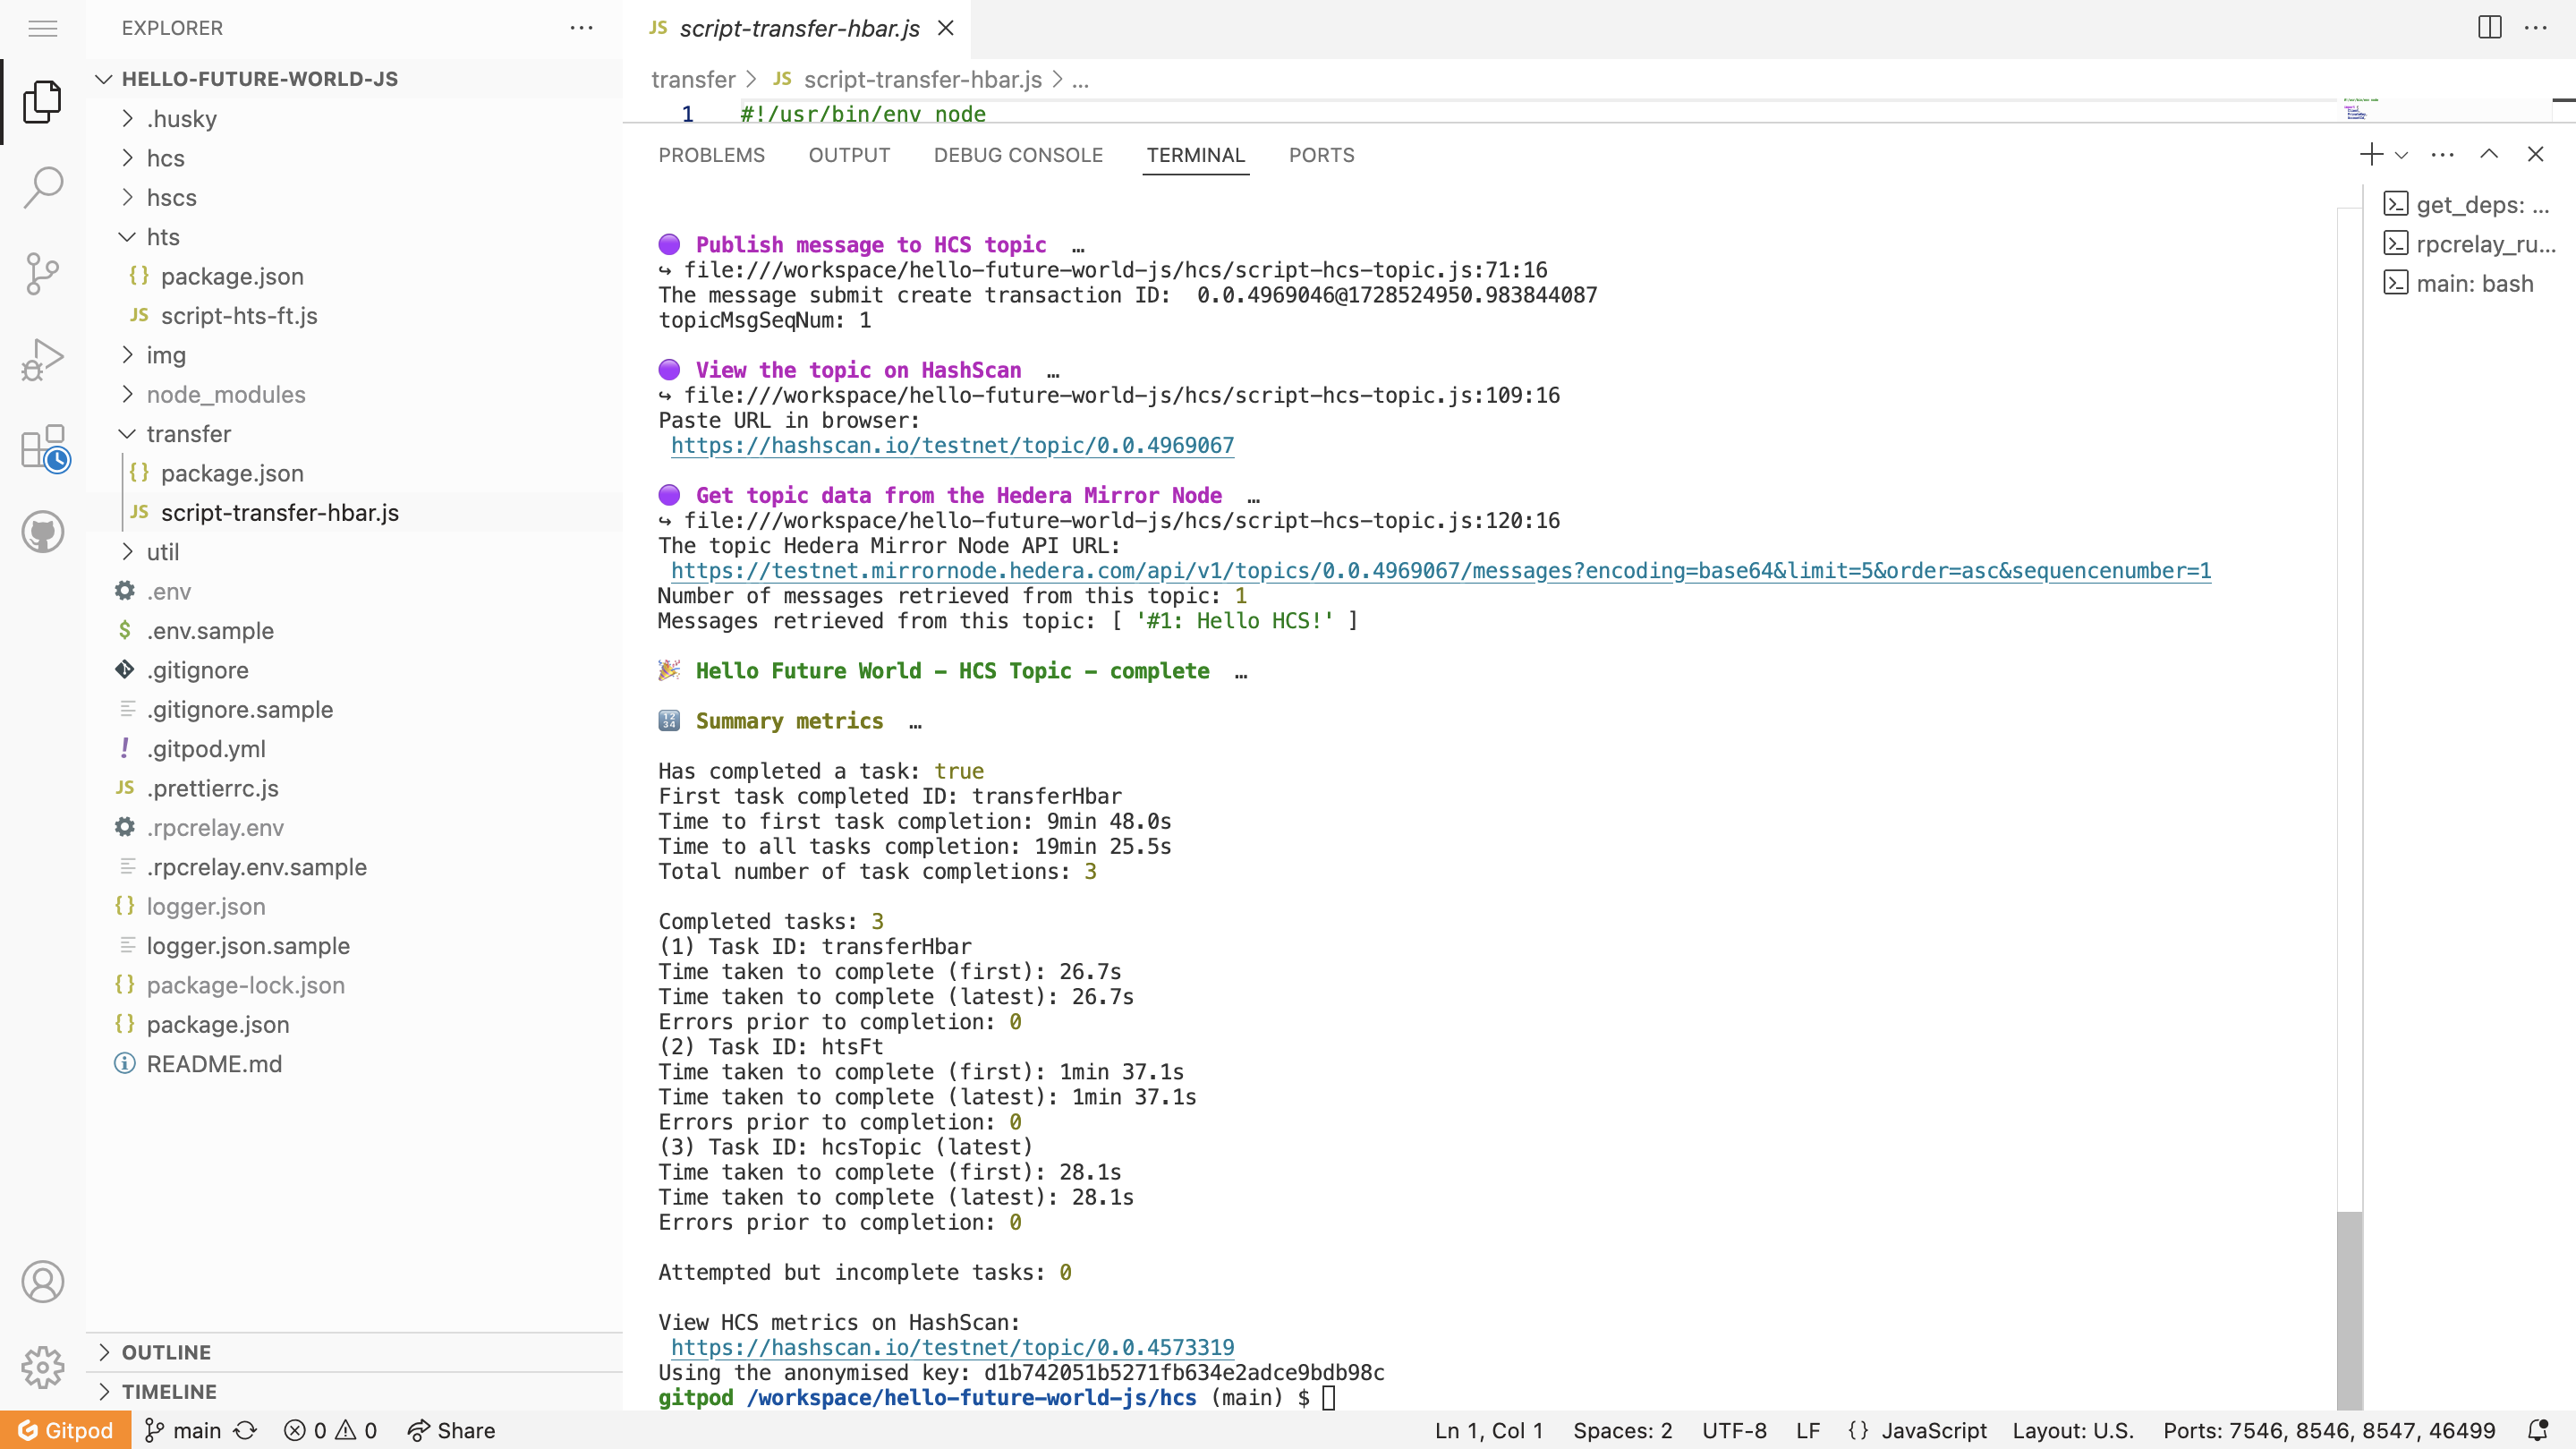 EXPLORER
HELLO-FUTURE-WORLD-JS
.husky
hcs
hscs
hts
{} package.json
JS script-hts-ft.js
img
node_modules
transfer
{} package.json
JS script-transfer-hbar.js
util
.env
$ .env.sample
.gitignore
.gitignore.sample
! .gitpod.yml
JS .prettierrc.js
.rpcrelay.env
.rpcrelay.env.sample
{} logger.json
logger.json.sample
{} package-lock.json
{} package.json
README.md
OUTLINE
TIMELINE
JS script-transfer-hbar.js
transfer > JS script-transfer-hbar.js > ...
1 #!/usr/bin/env node
PROBLEMS OUTPUT DEBUG CONSOLE TERMINAL PORTS
Publish message to HCS topic …
↪ file:///workspace/hello-future-world-js/hcs/script-hcs-topic.js:71:16
The message submit create transaction ID: 0.0.4969046@1728524950.983844087
topicMsgSeqNum: 1
View the topic on HashScan …
↪ file:///workspace/hello-future-world-js/hcs/script-hcs-topic.js:109:16
Paste URL in browser:
https://hashscan.io/testnet/topic/0.0.4969067
Get topic data from the Hedera Mirror Node …
↪ file:///workspace/hello-future-world-js/hcs/script-hcs-topic.js:120:16
The topic Hedera Mirror Node API URL:
https://testnet.mirrornode.hedera.com/api/v1/topics/0.0.4969067/messages?encoding=base64&limit=5&order=asc&sequencenumber=1
Number of messages retrieved from this topic: 1
Messages retrieved from this topic: [ '#1: Hello HCS!' ]
🎉 Hello Future World - HCS Topic - complete …
🔢 Summary metrics …
Has completed a task: true
First task completed ID: transferHbar
Time to first task completion: 9min 48.0s
Time to all tasks completion: 19min 25.5s
Total number of task completions: 3
Completed tasks: 3
(1) Task ID: transferHbar
Time taken to complete (first): 26.7s
Time taken to complete (latest): 26.7s
Errors prior to completion: 0
(2) Task ID: htsFt
Time taken to complete (first): 1min 37.1s
Time taken to complete (latest): 1min 37.1s
Errors prior to completion: 0
(3) Task ID: hcsTopic (latest)
Time taken to complete (first): 28.1s
Time taken to complete (latest): 28.1s
Errors prior to completion: 0
Attempted but incomplete tasks: 0
View HCS metrics on HashScan:
https://hashscan.io/testnet/topic/0.0.4573319
Using the anonymised key: d1b742051b5271fb634e2adce9bdb98c
gitpod /workspace/hello-future-world-js/hcs (main) $
get_deps: ...
rpcrelay_ru...
main: bash
Gitpod main 0 0 Share Ln 1, Col 1 Spaces: 2 UTF-8 LF {} JavaScript Layout: U.S. Ports: 7546, 8546, 8547, 46499